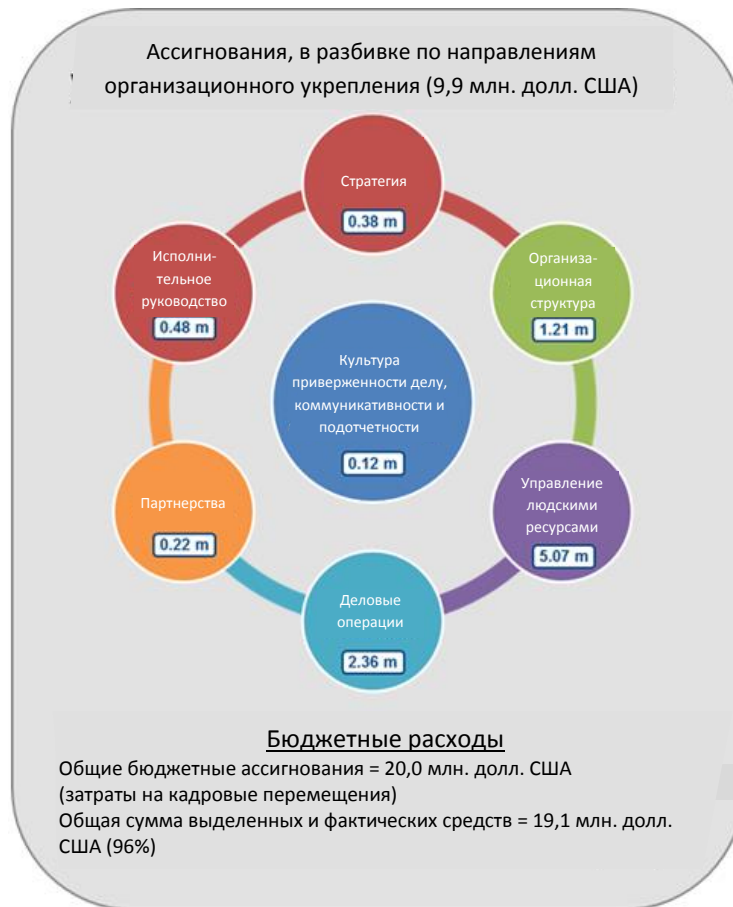 Ассигнования, в разбивке по направлениям
организационного укрепления (9,9 млн. долл. США)
Стратегия
0.38 m
Исполни-
тельное
руководство
0.48 m
Организа-
ционная
структура
1.21 m
Культура
приверженности делу,
коммуникативности и
подотчетности
0.12 m
Партнерства
0.22 m
Управление
людскими
ресурсами
5.07 m
Деловые
операции
2.36 m
Бюджетные расходы
Общие бюджетные ассигнования = 20,0 млн. долл. США
(затраты на кадровые перемещения)
Общая сумма выделенных и фактических средств = 19,1 млн. долл.
США (96%)